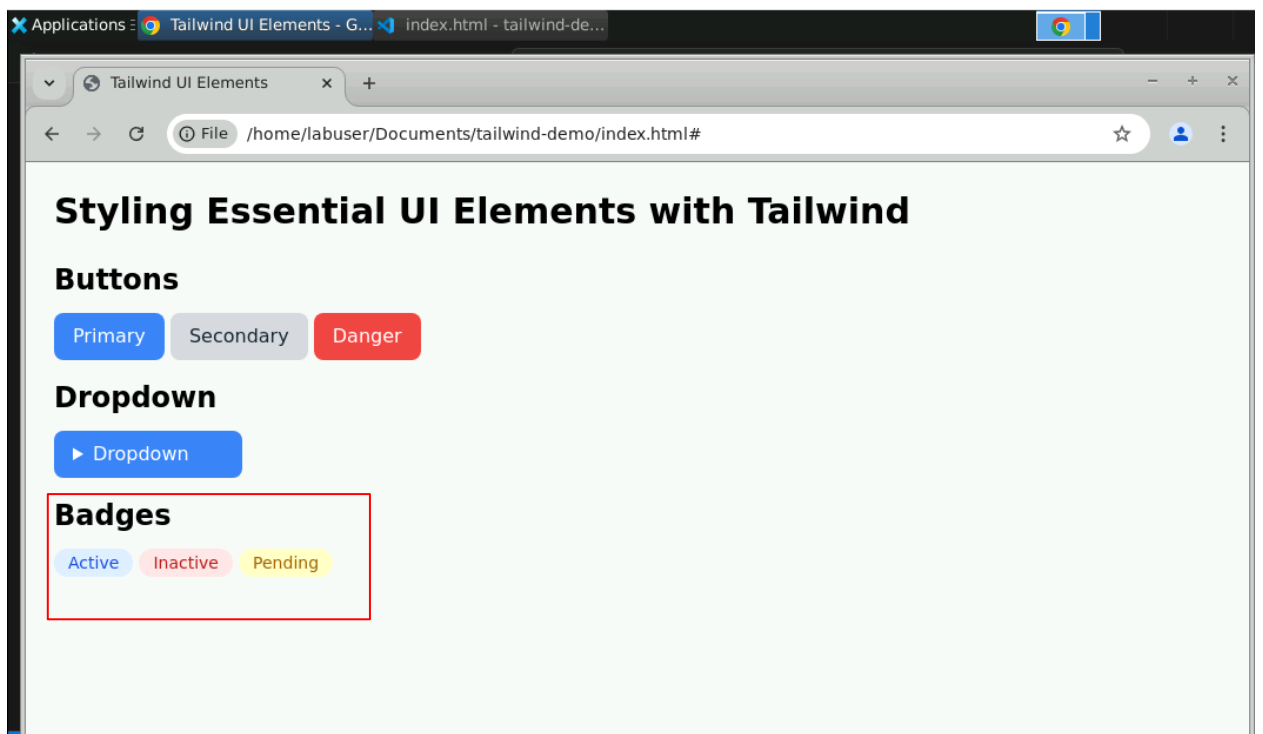 Applications Tailwind UI Elements - G... index.html - tailwind-de...
Tailwind UI Elements
File /home/labuser/Documents/tailwind-demo/index.html#
Styling Essential UI Elements with Tailwind
Buttons
Primary Secondary Danger
Dropdown
Dropdown
Badges
Active Inactive Pending